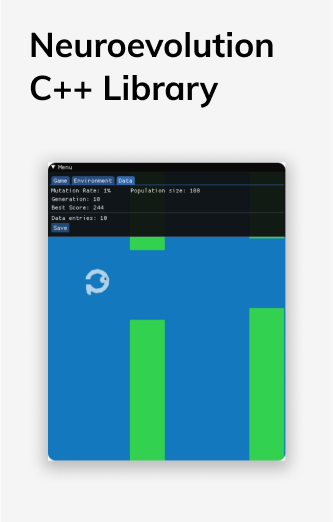 Neuroevolution
C++ Library
Menu
Game Environment Data
Mutation Rate: 1% Population size: 100
Generation: 10
Best Score: 244
Data entries: 10
Save